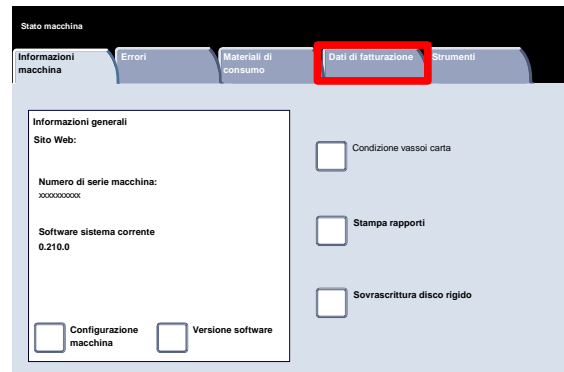 Stato macchina
Informazioni
macchina
Errori
Materiali di
consumo
Dati di fatturazione
Strumenti
Informazioni generali
Sito Web:
Numero di serie macchina:
xxxxxxxxx
Software sistema corrente
0.210.0
Configurazione
macchina
Versione software
Condizione vassoi carta
Stampa rapporti
Sovrascrittura disco rigido